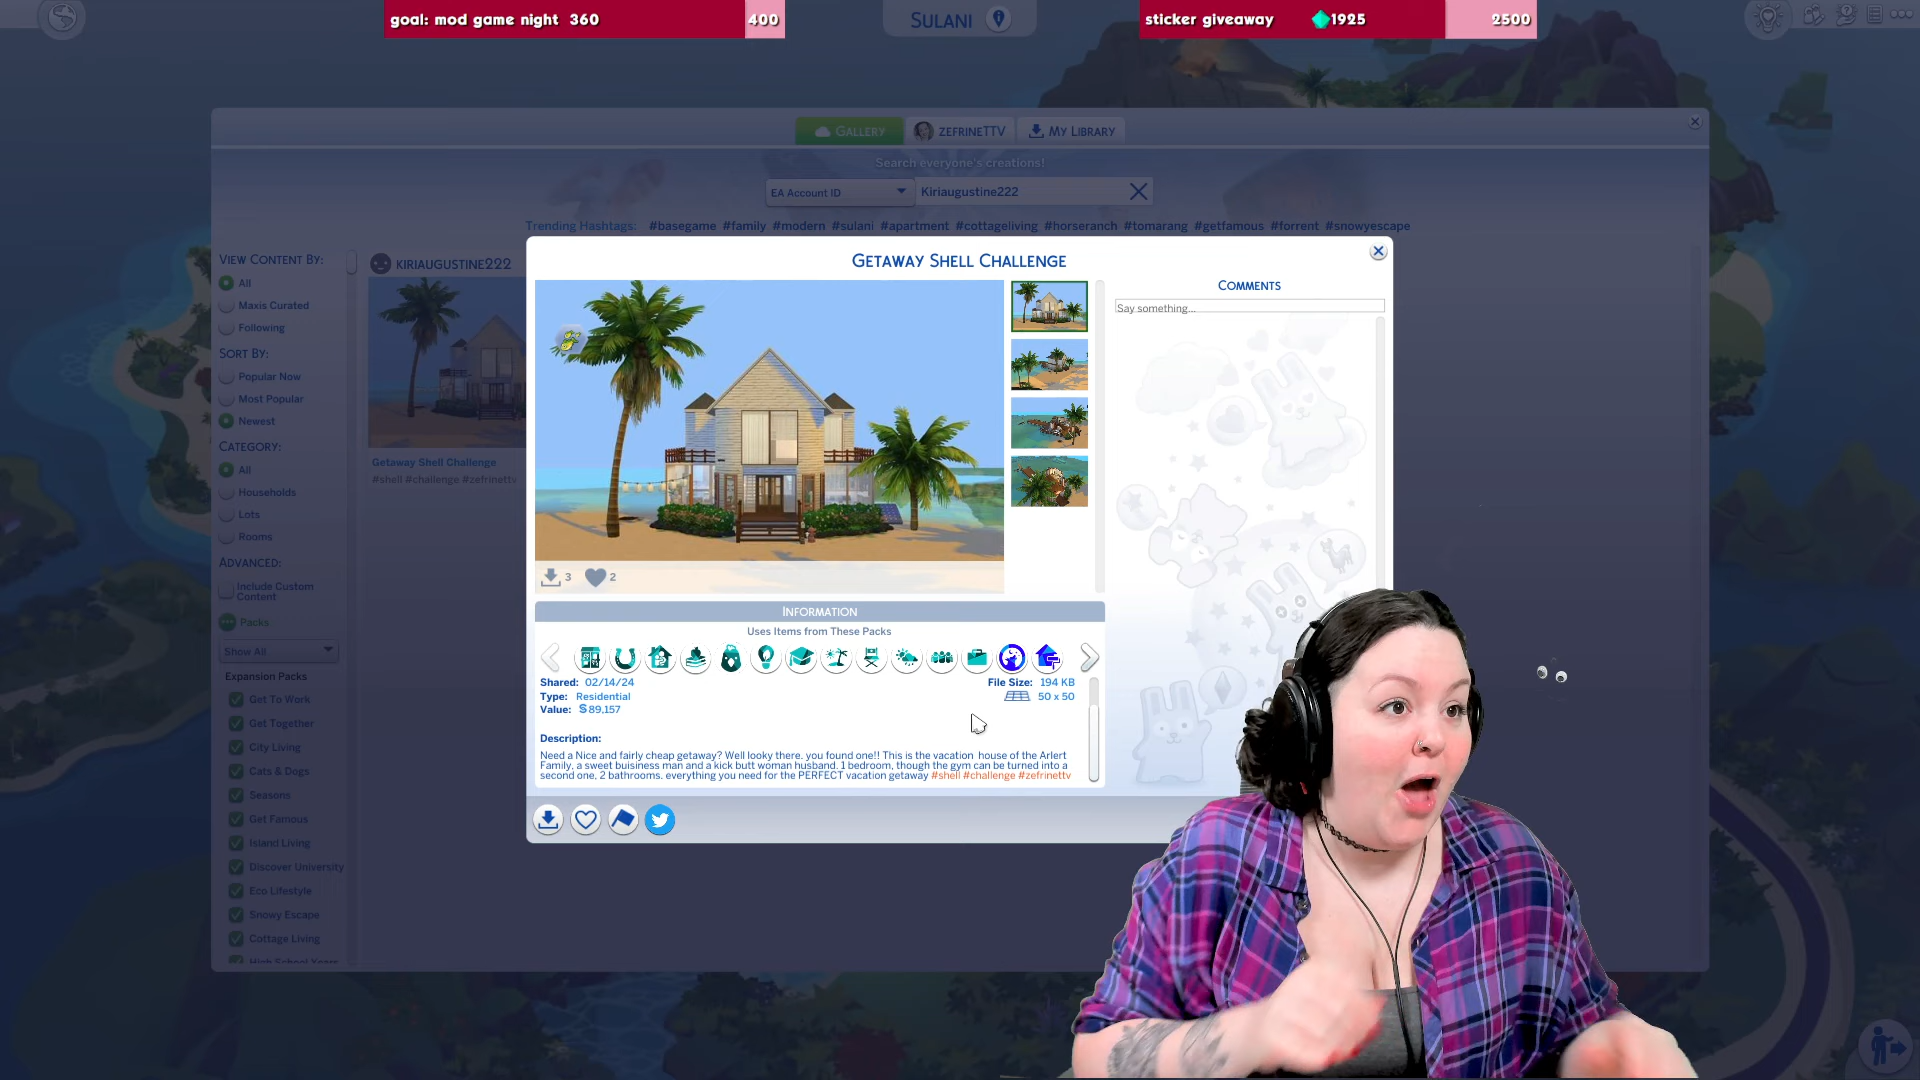 goal: mod game night 360
400
SULANI
sticker giveaway 1925
2500
GALLERY
ZEFRINETTV
MY LIBRARY
Search everyone's creations!
EA Account ID
Kiriaugustine222
Trending Hashtags: #basegame #family #modern #sulani #apartment #cottageliving #horseranch #tomarang #getfamous #forrent #snowyescape
VIEW CONTENT BY:
All
Maxis Curated
Following
SORT BY:
Popular Now
Most Popular
Newest
CATEGORY:
All
Households
Lots
Rooms
ADVANCED:
Include Custom
Content
Packs
Show All
Expansion Packs
Get To Work
Get Together
City Living
Cats & Dogs
Seasons
Get Famous
Island Living
Discover University
Eco Lifestyle
Snowy Escape
Cottage Living
High School Years
KIRIAUGUSTINE222
Getaway Shell Challenge
#shell #challenge #zefrinettv
GETAWAY SHELL CHALLENGE
3
2
COMMENTS
Say something...
INFORMATION
Uses Items from These Packs
Shared: 02/14/24
File Size: 194 KB
Type: Residential
50 x 50
Value: §89,157
Description:
Need a Nice and fairly cheap getaway? Well looky there, you found one!! This is the vacation house of the Arlert
Family, a sweet buisiness man and a kick butt woman husband. 1 bedroom, though the gym can be turned into a
second one, 2 bathrooms, everything you need for the PERFECT vacation getaway #shell #challenge #zefrinettv